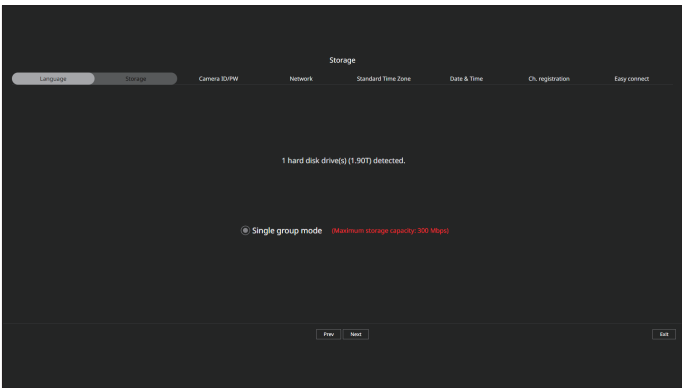 Storage
Language Storage Camera ID/PW Network Standard Time Zone Date & Time Ch. registration Easy connect
1 hard disk drive(s) (1.90T) detected.
Single group mode (Maximum storage capacity: 300 Mbps)
Prev Next Exit